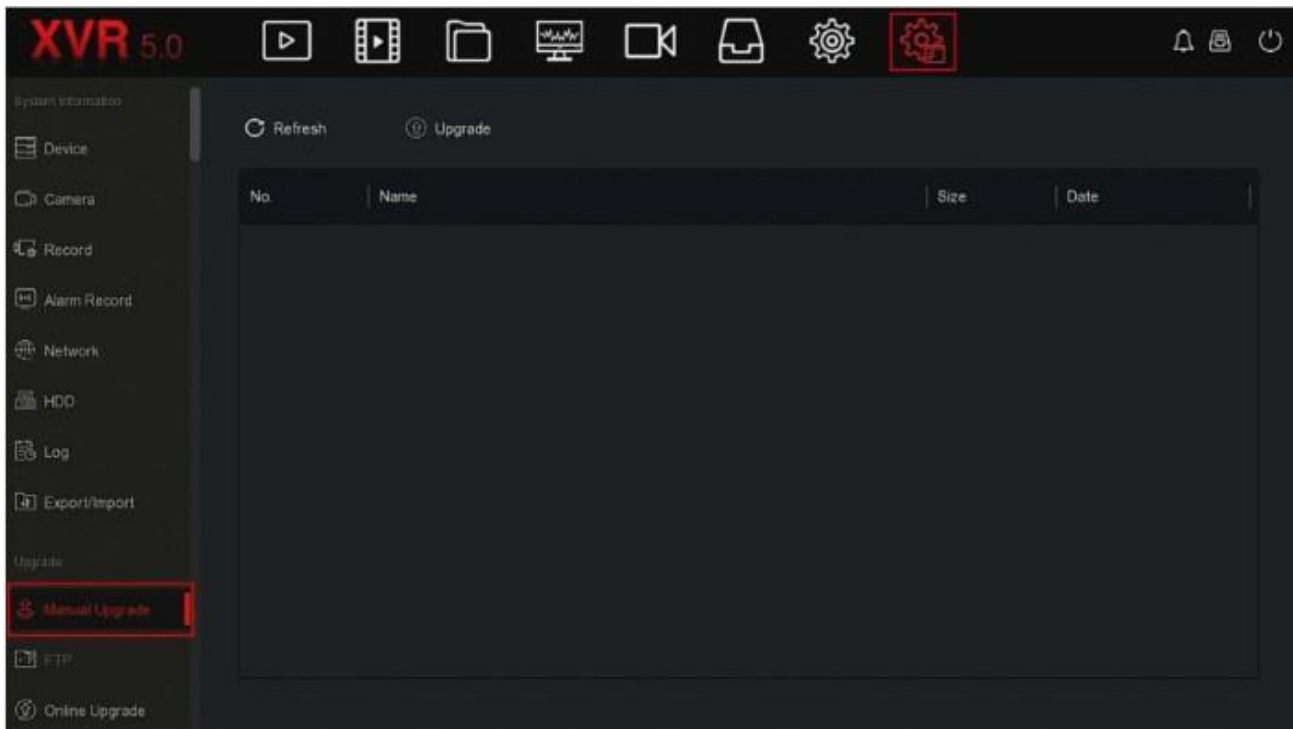 XVR 5.0
System Information
Device
Camera
Record
Alarm Record
Network
HDD
Log
Export/Import
Upgrade
Manual Upgrade
FTP
Online Upgrade
Refresh Upgrade
No. Name Size Date